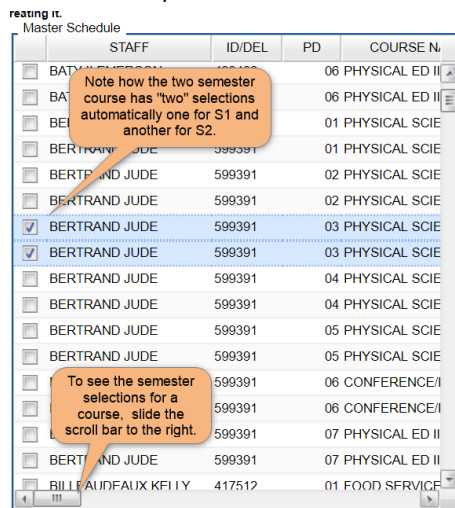 reating it.
Master Schedule
STAFF ID/DEL PD COURSE NA
BATY 06 PHYSICAL ED II
BAT 06 PHYSICAL ED II
BE 01 PHYSICAL SCIE
BERTRAND JUDE 599391 01 PHYSICAL SCIE
BERTRAND JUDE 599391 02 PHYSICAL SCIE
BERTRAND JUDE 599391 02 PHYSICAL SCIE
BERTRAND JUDE 599391 03 PHYSICAL SCIE
BERTRAND JUDE 599391 03 PHYSICAL SCIE
BERTRAND JUDE 599391 04 PHYSICAL SCIE
BERTRAND JUDE 599391 04 PHYSICAL SCIE
BERTRAND JUDE 599391 05 PHYSICAL SCIE
BERTRAND JUDE 599391 05 PHYSICAL SCIE
599391 06 CONFERENCE/
599391 06 CONFERENCE/
599391 07 PHYSICAL ED II
BERTRAND JUDE 599391 07 PHYSICAL ED II
BILLEAUDEAUX KELLY 417512 01 FOOD SERVICE
Note how the two semester
course has "two" selections
automatically one for S1 and
another for S2.
To see the semester
selections for a
course, slide the
scroll bar to the right.